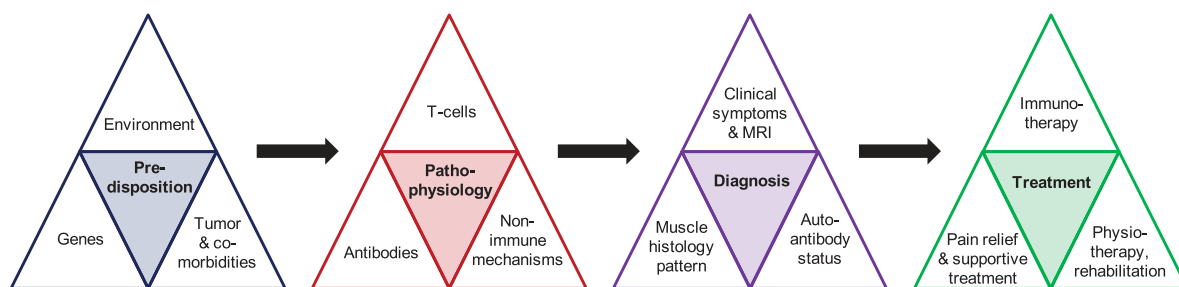 Environment
Pre-
disposition
Genes
Tumor
& co-
morbidities
T-cells
Patho-
physiology
Antibodies
Non-
immune
mechanisms
Clinical
symptoms
& MRI
Diagnosis
Muscle
histology
pattern
Auto-
antibody
status
Immuno-
therapy
Treatment
Pain relief
& supportive
treatment
Physio-
therapy,
rehabilitation